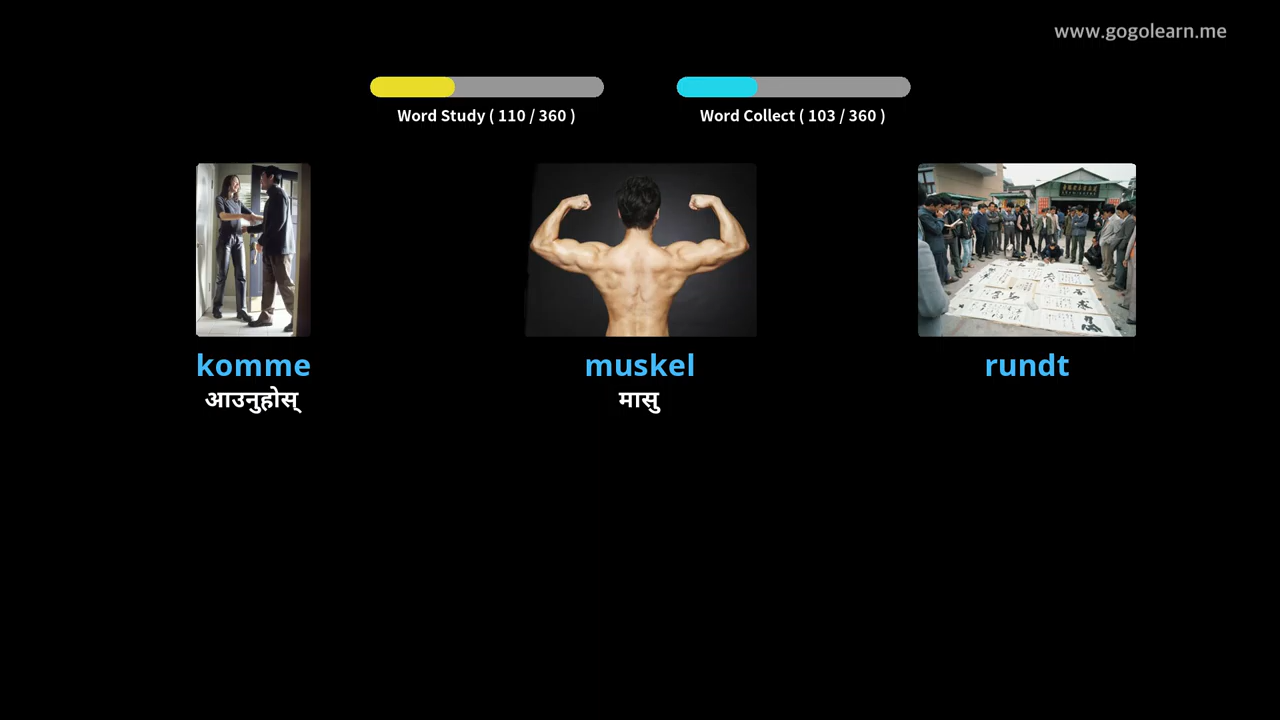 www.gogolearn.me
Word Study ( 110 / 360 )
Word Collect ( 103 / 360 )
komme
muskel
rundt
आउनुहोस्
मासु